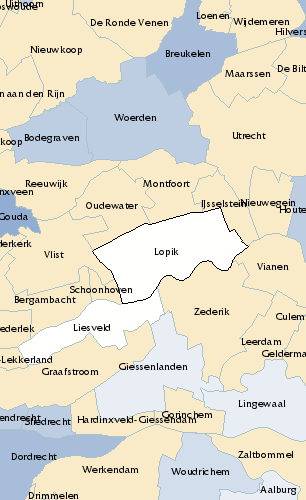 Uithoorn
Loenen
De Ronde Venen
Wijdemeren
Hilvers
Nieuwkoop
Breukelen
Maarssen
De Bilt
n aan den Rijn
Woerden
Bodegraven
Utrecht
koop
Reeuwijk
Montfoort
nxveen
Oudewater
IJsselstein
Nieuwegein
Gouda
Houte
erkerk
Vlist
Lopik
Vianen
Schoonhoven
Bergambacht
Zederik
Culem
ederlek
Liesveld
Leerdam
Gelderma
-Lekkerland
Graafstroom
Giessenlanden
Lingewaal
endrecht
Sliedrecht
Hardinxveld-Giessendam
Gorinchem
Dordrecht
Zaltbommel
Werkendam
Woudrichem
Aalburg
Drimmelen